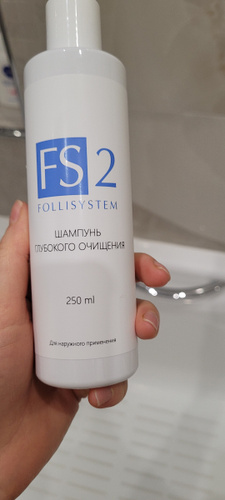 FS2
FOLLISYSTEM
ШАМПУНЬ
ГЛУБОКОГО ОЧИЩЕНИЯ
250 ml
Для наружного применения